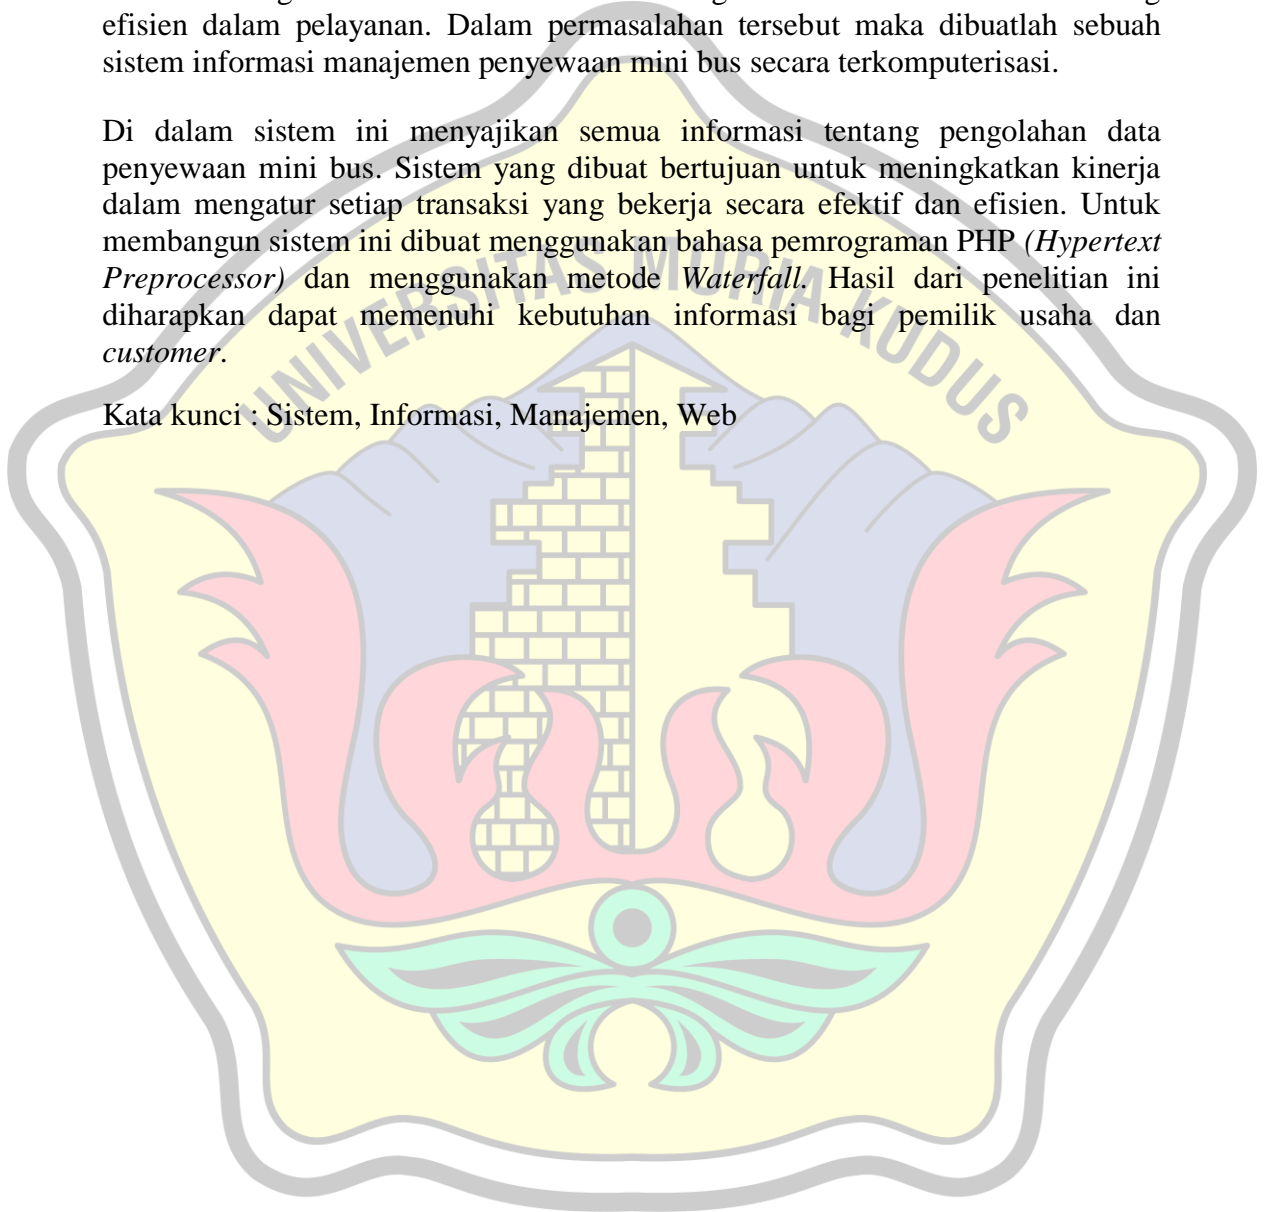 efisien dalam pelayanan. Dalam permasalahan tersebut maka dibuatlah sebuah
sistem informasi manajemen penyewaan mini bus secara terkomputerisasi.
Di dalam sistem ini menyajikan semua informasi tentang pengolahan data
penyewaan mini bus. Sistem yang dibuat bertujuan untuk meningkatkan kinerja
dalam mengatur setiap transaksi yang bekerja secara efektif dan efisien. Untuk
membangun sistem ini dibuat menggunakan bahasa pemrograman PHP (Hypertext
Preprocessor) dan menggunakan metode Waterfall. Hasil dari penelitian ini
diharapkan dapat memenuhi kebutuhan informasi bagi pemilik usaha dan
customer.
Kata kunci : Sistem, Informasi, Manajemen, Web
UNIVERSITAS MURIA KUDUS